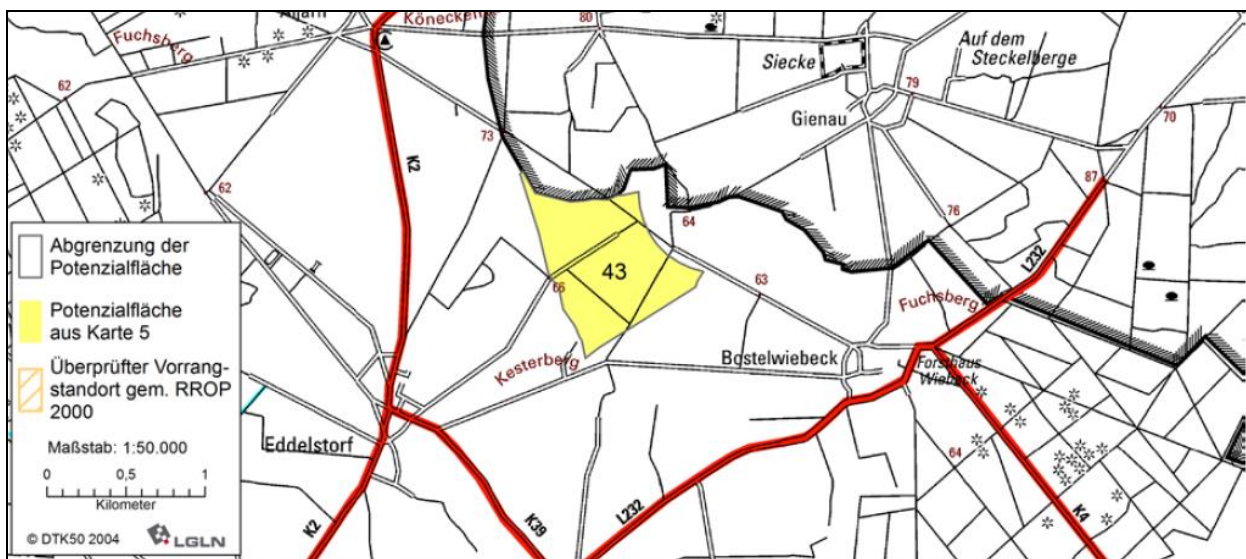 Aljarn
Könecken
80
Fuchsberg
Siecke
Auf dem
Steckelberge
62
79
70
73
Gienau
K2
87
62
64
76
Abgrenzung der
Potenzialfläche
43
66
63
L232
Potenzialfläche
aus Karte 5
Fuchsberg
Überprüfter Vorrang-
standort gem. RROP
2000
Kesterberg
Bostelwiebeck
Forsthaus
Wiebeck
Maßstab: 1:50.000
0 0,5 1
Kilometer
Eddelstorf
64
© DTK50 2004 LGLN
K2
K39
L232
K4